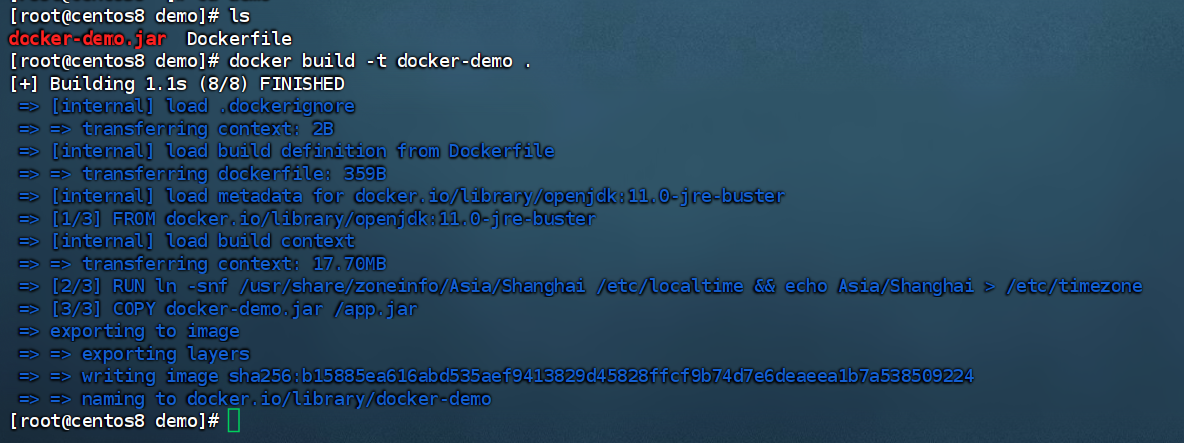 [root@centos8 demo]# ls
docker-demo.jar  Dockerfile
[root@centos8 demo]# docker build -t docker-demo .
[+] Building 1.1s (8/8) FINISHED
 => [internal] load .dockerignore
 => => transferring context: 2B
 => [internal] load build definition from Dockerfile
 => => transferring dockerfile: 359B
 => [internal] load metadata for docker.io/library/openjdk:11.0-jre-buster
 => [1/3] FROM docker.io/library/openjdk:11.0-jre-buster
 => [internal] load build context
 => => transferring context: 17.70MB
 => [2/3] RUN ln -snf /usr/share/zoneinfo/Asia/Shanghai /etc/localtime && echo Asia/Shanghai > /etc/timezone
 => [3/3] COPY docker-demo.jar /app.jar
 => exporting to image
 => => exporting layers
 => => writing image sha256:b15885ea616abd535aef9413829d45828ffcf9b74d7e6deaeea1b7a538509224
 => => naming to docker.io/library/docker-demo
[root@centos8 demo]#